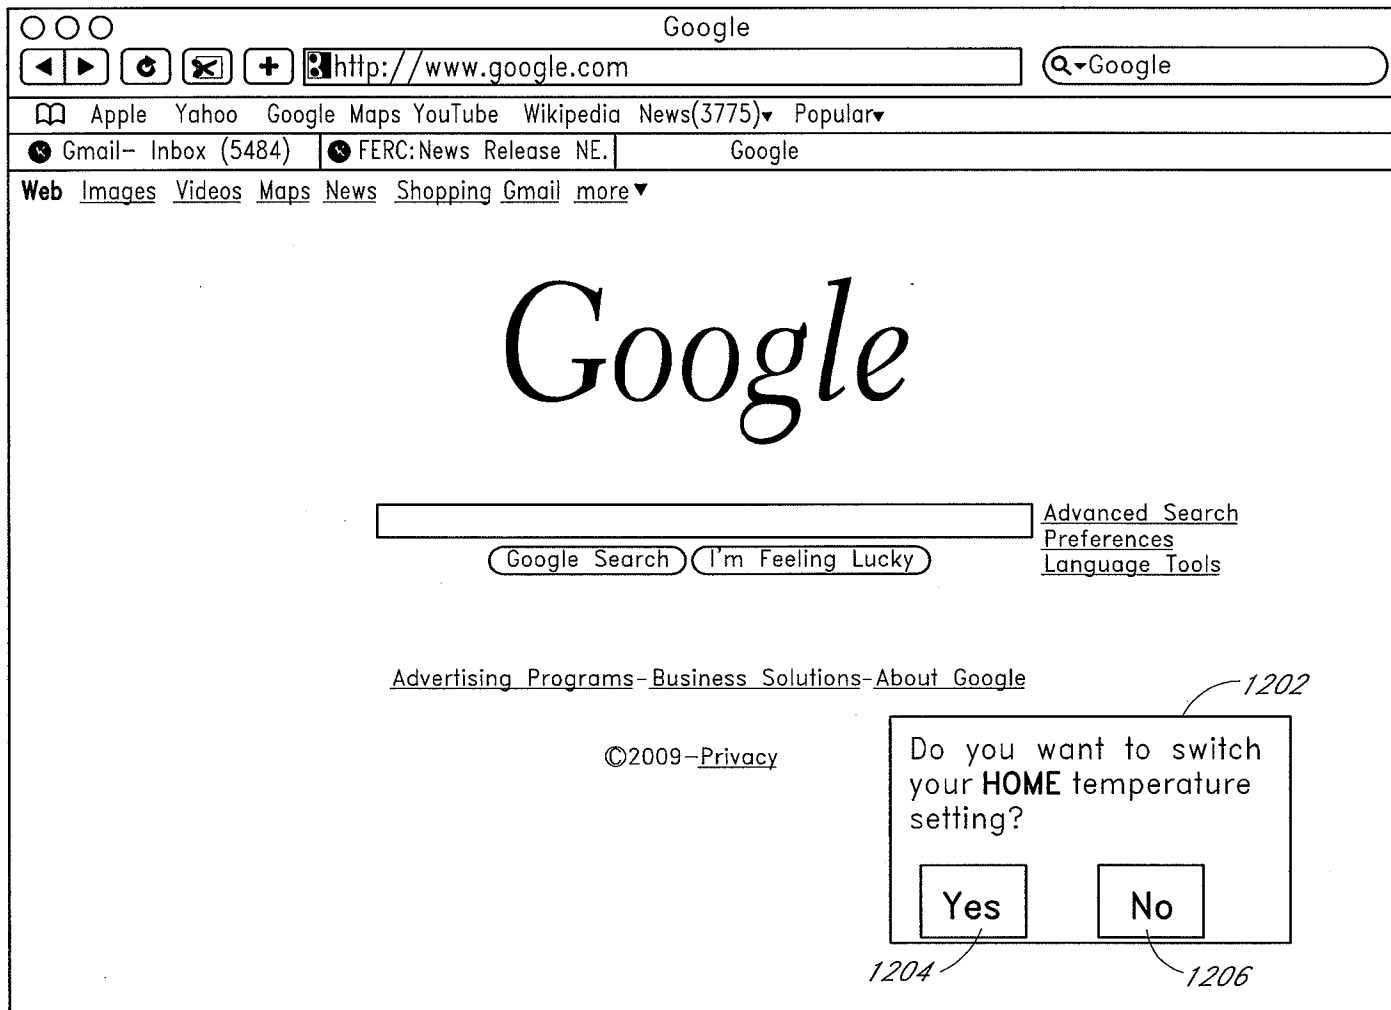 Google
http://www.google.com
Google
Apple Yahoo Google Maps YouTube Wikipedia News(3775) Popular
Gmail- Inbox (5484) FERC:News Release NE. Google
Web Images Videos Maps News Shopping Gmail more
Google
Advanced Search
Preferences
Google Search I'm Feeling Lucky
Language Tools
Advertising Programs-Business Solutions-About Google
1202
©2009-Privacy
Do you want to switch
your HOME temperature
setting?
Yes No
1204 1206